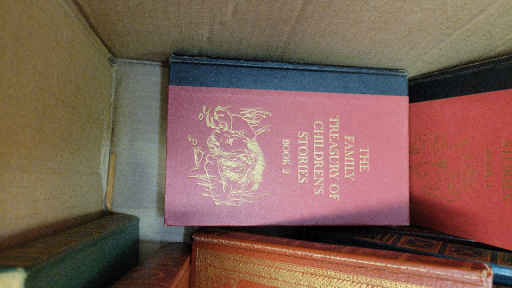 THE
FAMILY
TREASURY OF
CHILDREN'S
STORIES
BOOK 2